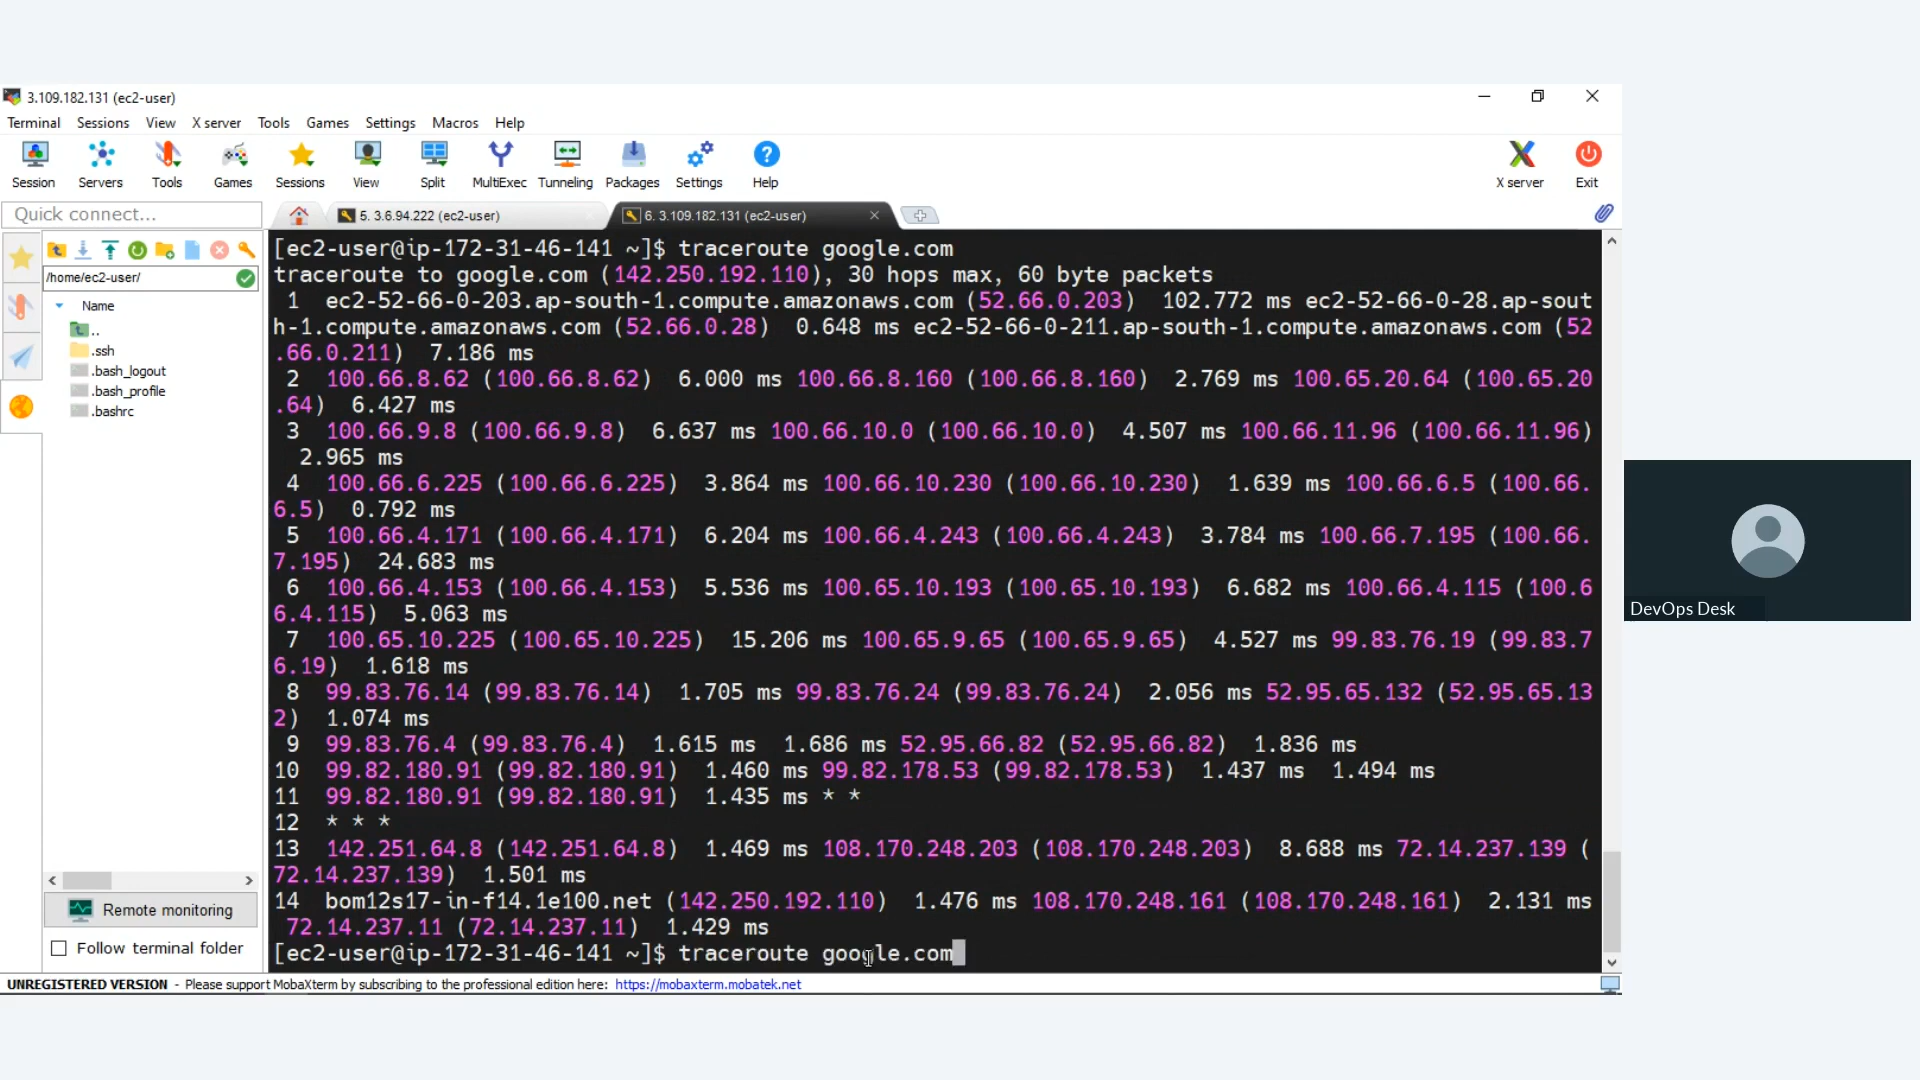 3.109.182.131 (ec2-user)
Terminal Sessions View X server Tools Games Settings Macros Help
Session Servers Tools Games Sessions View Split MultiExec Tunneling Packages Settings Help X server Exit
Quick connect...
5. 3.6.94.222 (ec2-user)
6. 3.109.182.131 (ec2-user)
/home/ec2-user/
Name
..
.ssh
.bash_logout
.bash_profile
.bashrc
Remote monitoring
Follow terminal folder
[ec2-user@ip-172-31-46-141 ~]$ traceroute google.com
traceroute to google.com (142.250.192.110), 30 hops max, 60 byte packets
1 ec2-52-66-0-203.ap-south-1.compute.amazonaws.com (52.66.0.203) 102.772 ms ec2-52-66-0-28.ap-sout
h-1.compute.amazonaws.com (52.66.0.28) 0.648 ms ec2-52-66-0-211.ap-south-1.compute.amazonaws.com (52
.66.0.211) 7.186 ms
2 100.66.8.62 (100.66.8.62) 6.000 ms 100.66.8.160 (100.66.8.160) 2.769 ms 100.65.20.64 (100.65.20
.64) 6.427 ms
3 100.66.9.8 (100.66.9.8) 6.637 ms 100.66.10.0 (100.66.10.0) 4.507 ms 100.66.11.96 (100.66.11.96)
2.965 ms
4 100.66.6.225 (100.66.6.225) 3.864 ms 100.66.10.230 (100.66.10.230) 1.639 ms 100.66.6.5 (100.66.
6.5) 0.792 ms
5 100.66.4.171 (100.66.4.171) 6.204 ms 100.66.4.243 (100.66.4.243) 3.784 ms 100.66.7.195 (100.66.
7.195) 24.683 ms
6 100.66.4.153 (100.66.4.153) 5.536 ms 100.65.10.193 (100.65.10.193) 6.682 ms 100.66.4.115 (100.6
6.4.115) 5.063 ms
7 100.65.10.225 (100.65.10.225) 15.206 ms 100.65.9.65 (100.65.9.65) 4.527 ms 99.83.76.19 (99.83.7
6.19) 1.618 ms
8 99.83.76.14 (99.83.76.14) 1.705 ms 99.83.76.24 (99.83.76.24) 2.056 ms 52.95.65.132 (52.95.65.13
2) 1.074 ms
9 99.83.76.4 (99.83.76.4) 1.615 ms 1.686 ms 52.95.66.82 (52.95.66.82) 1.836 ms
10 99.82.180.91 (99.82.180.91) 1.460 ms 99.82.178.53 (99.82.178.53) 1.437 ms 1.494 ms
11 99.82.180.91 (99.82.180.91) 1.435 ms * *
12 * * *
13 142.251.64.8 (142.251.64.8) 1.469 ms 108.170.248.203 (108.170.248.203) 8.688 ms 72.14.237.139 (
72.14.237.139) 1.501 ms
14 bom12s17-in-f14.1e100.net (142.250.192.110) 1.476 ms 108.170.248.161 (108.170.248.161) 2.131 ms
72.14.237.11 (72.14.237.11) 1.429 ms
[ec2-user@ip-172-31-46-141 ~]$ traceroute google.com
UNREGISTERED VERSION - Please support MobaXterm by subscribing to the professional edition here: https://mobaxterm.mobatek.net
DevOps Desk